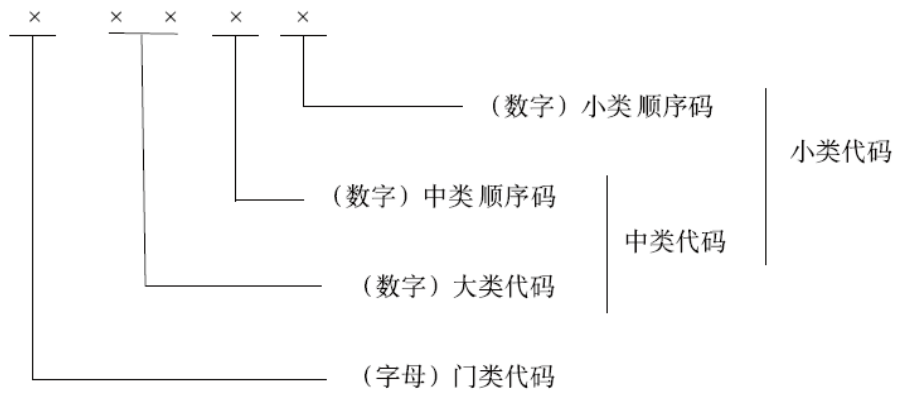 × × × × ×
（数字）小类 顺序码
小类代码
（数字）中类 顺序码
中类代码
（数字）大类代码
（字母）门类代码